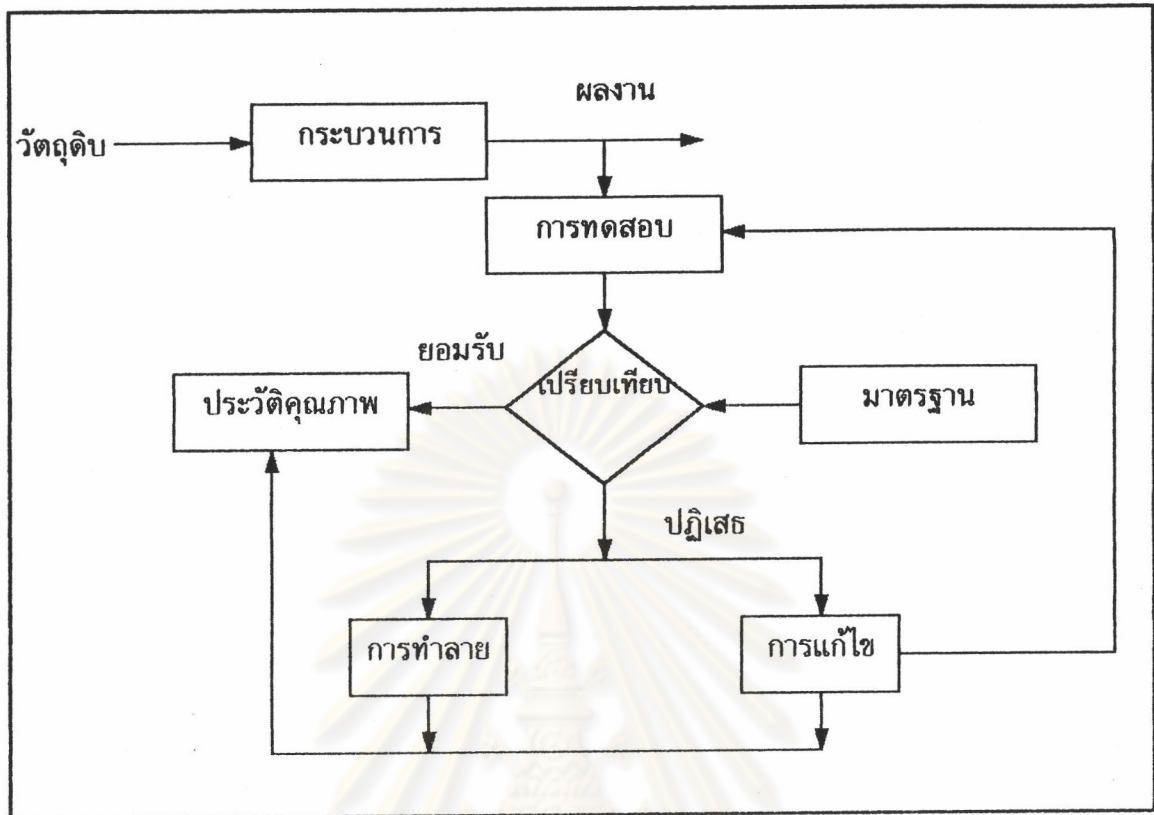 ผลงาน
วัตถุดิบ
กระบวนการ
การทดสอบ
ยอมรับ
เปรียบเทียบ
ประวัติคุณภาพ
มาตรฐาน
ปฏิเสธ
การทำลาย
การแก้ไข